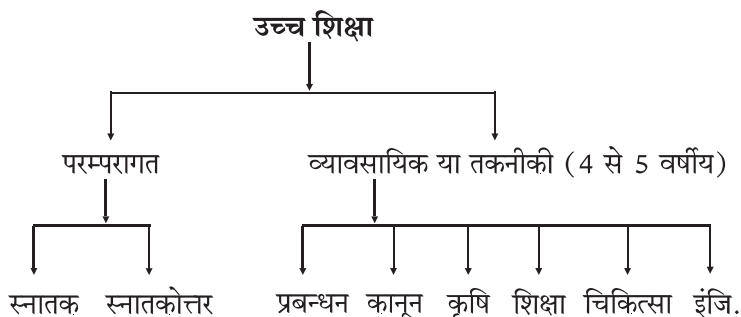 उच्च शिक्षा
परम्परागत व्यावसायिक या तकनीकी (4 से 5 वर्षीय)
स्नातक स्नातकोत्तर प्रबन्धन कानून कृषि शिक्षा चिकित्सा इंजि.